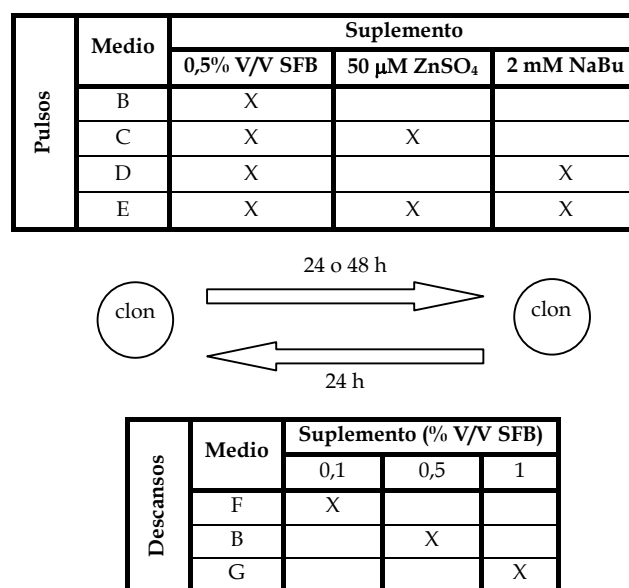 Pulsos
Medio Suplemento
0,5% V/V SFB 50 μM ZnSO₄ 2 mM NaBu
B X
C X X
D X X
E X X X
24 o 48 h
clon clon
24 h
Descansos
Medio Suplemento (% V/V SFB)
0,1 0,5 1
F X
B X
G X